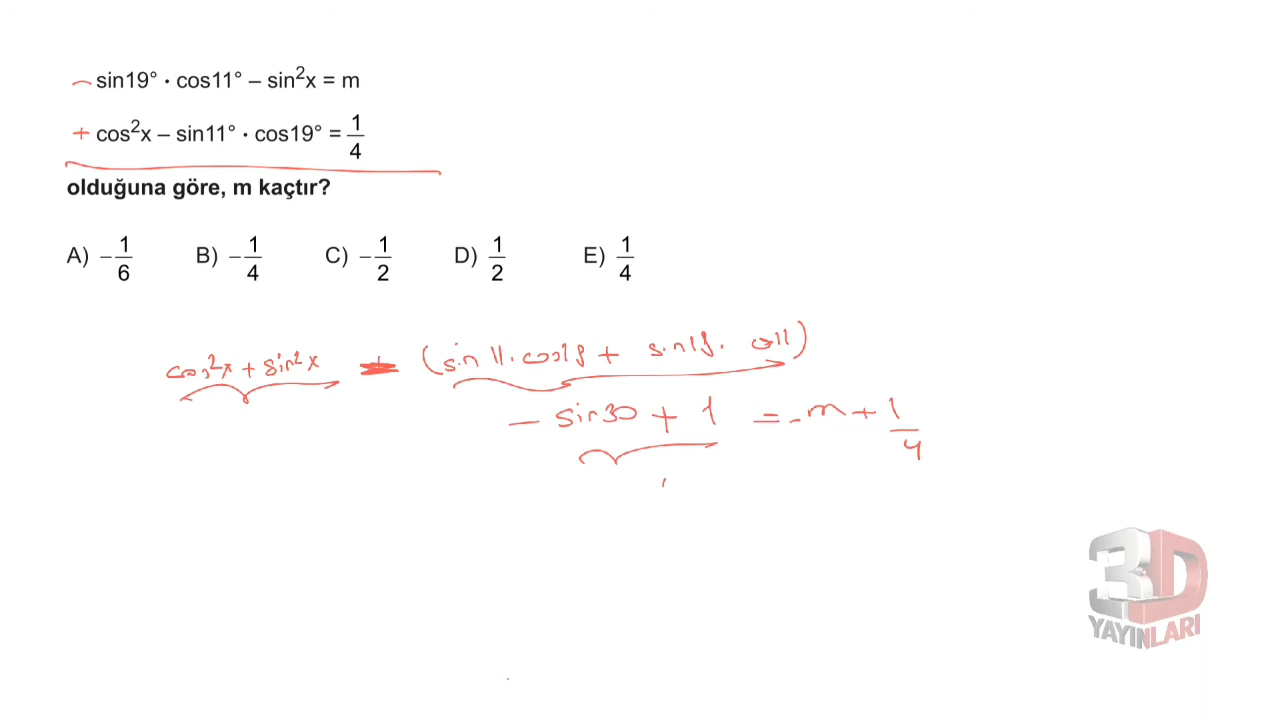 – sin19° · cos11° – sin²x = m
+ cos²x – sin11° · cos19° = 1/4
olduğuna göre, m kaçtır?
A) –1/6 B) –1/4 C) –1/2 D) 1/2 E) 1/4
cos²x + sin²x – (sin11.cos19 + sin19. cos11)
– sin30 + 1 = -m + 1/4
3D
YAYINLARI